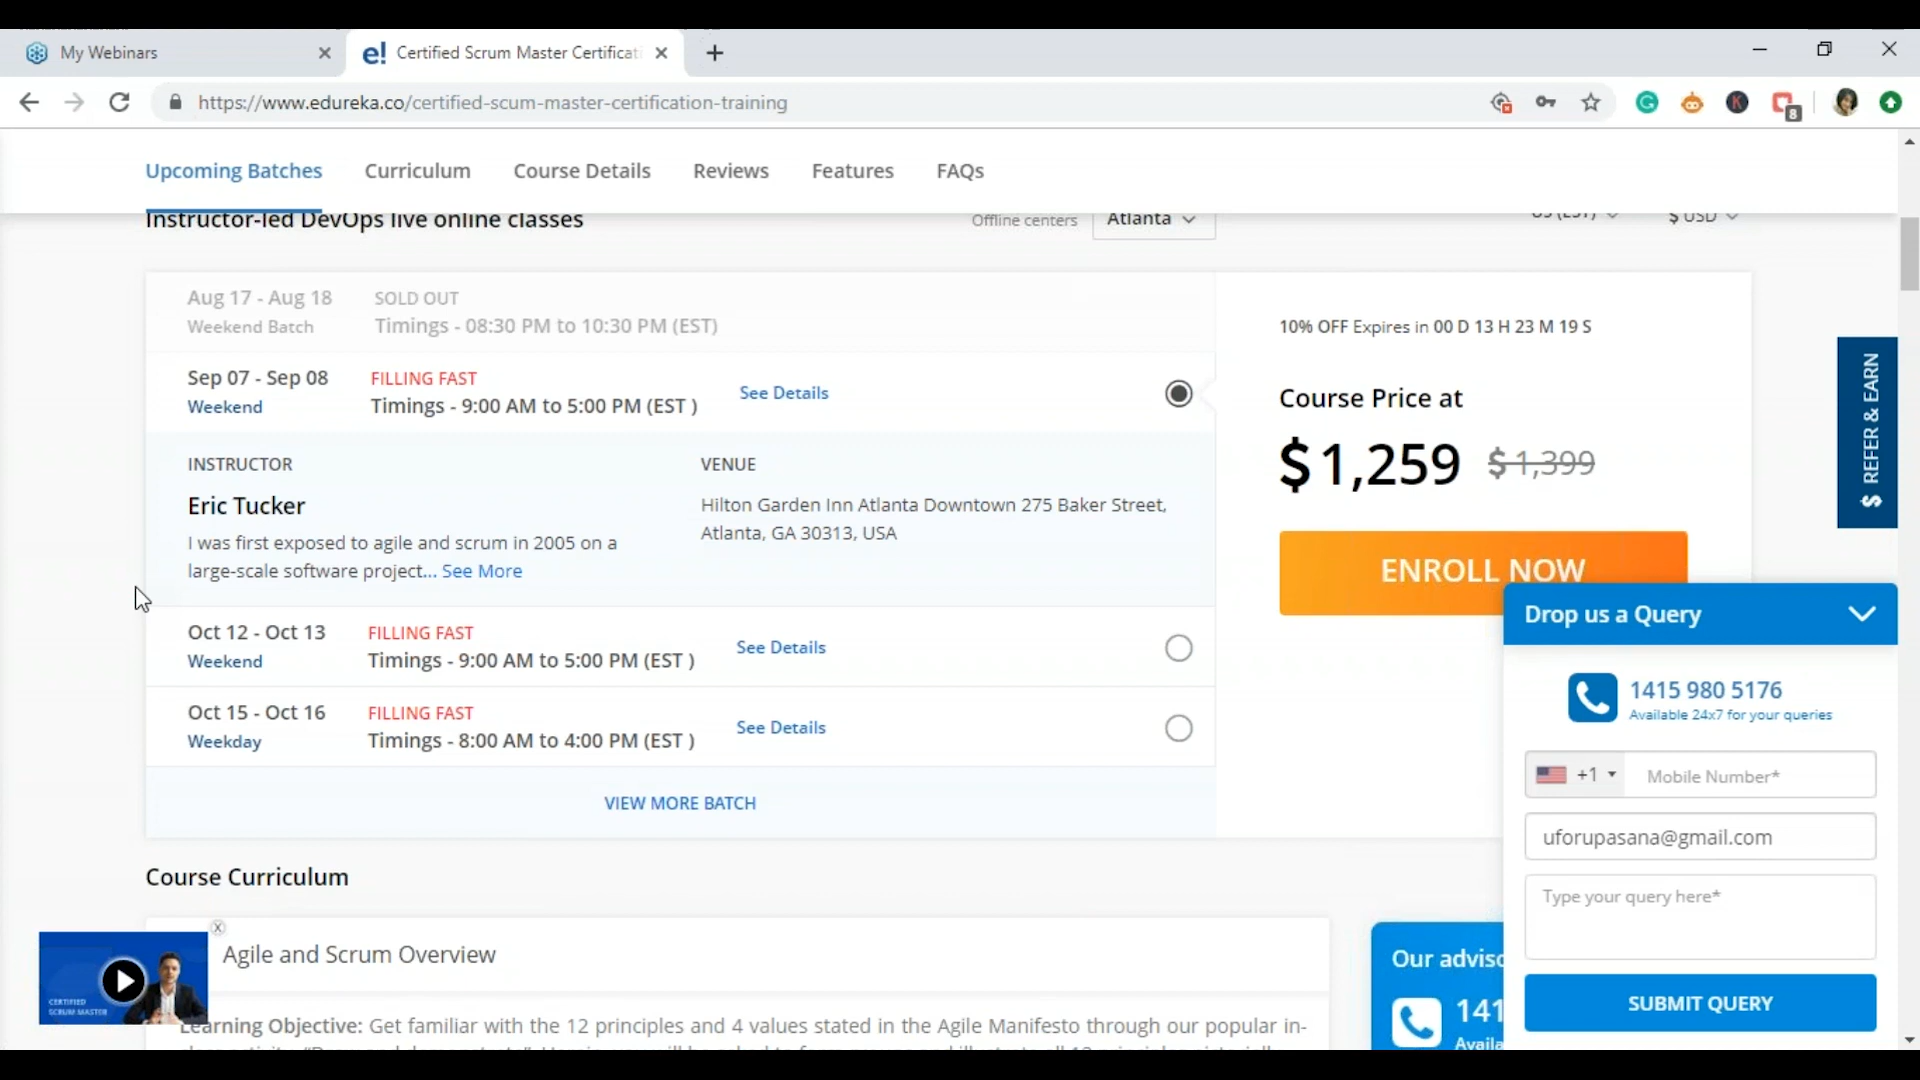 My Webinars
e! Certified Scrum Master Certificati
https://www.edureka.co/certified-scum-master-certification-training
8
Upcoming Batches Curriculum Course Details Reviews Features FAQs
Instructor-led DevOps live online classes
Offline centers Atlanta
US (EST) $ USD
Aug 17 - Aug 18 SOLD OUT
Weekend Batch Timings - 08:30 PM to 10:30 PM (EST)
Sep 07 - Sep 08 FILLING FAST
Weekend Timings - 9:00 AM to 5:00 PM (EST )
See Details
INSTRUCTOR
Eric Tucker
I was first exposed to agile and scrum in 2005 on a
large-scale software project... See More
VENUE
Hilton Garden Inn Atlanta Downtown 275 Baker Street,
Atlanta, GA 30313, USA
Oct 12 - Oct 13 FILLING FAST
Weekend Timings - 9:00 AM to 5:00 PM (EST )
See Details
Oct 15 - Oct 16 FILLING FAST
Weekday Timings - 8:00 AM to 4:00 PM (EST )
See Details
VIEW MORE BATCH
10% OFF Expires in 00 D 13 H 23 M 19 S
Course Price at
$1,259 $1,399
ENROLL NOW
$ REFER & EARN
Drop us a Query
1415 980 5176
Available 24x7 for your queries
+1 Mobile Number*
uforupasana@gmail.com
Type your query here*
SUBMIT QUERY
Course Curriculum
Agile and Scrum Overview
CERTIFIED
SCRUM MASTER
Learning Objective: Get familiar with the 12 principles and 4 values stated in the Agile Manifesto through our popular in-
Our adviso
141
Availa